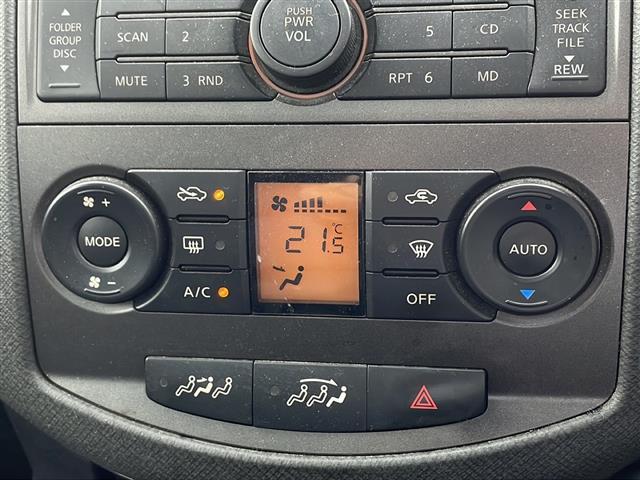 FOLDER
GROUP
DISC
SCAN
2
MUTE
3 RND
PUSH
PWR
VOL
5
CD
RPT 6
MD
SEEK
TRACK
FILE
REW
MODE
+
−
A/C
21.5 °C
OFF
AUTO